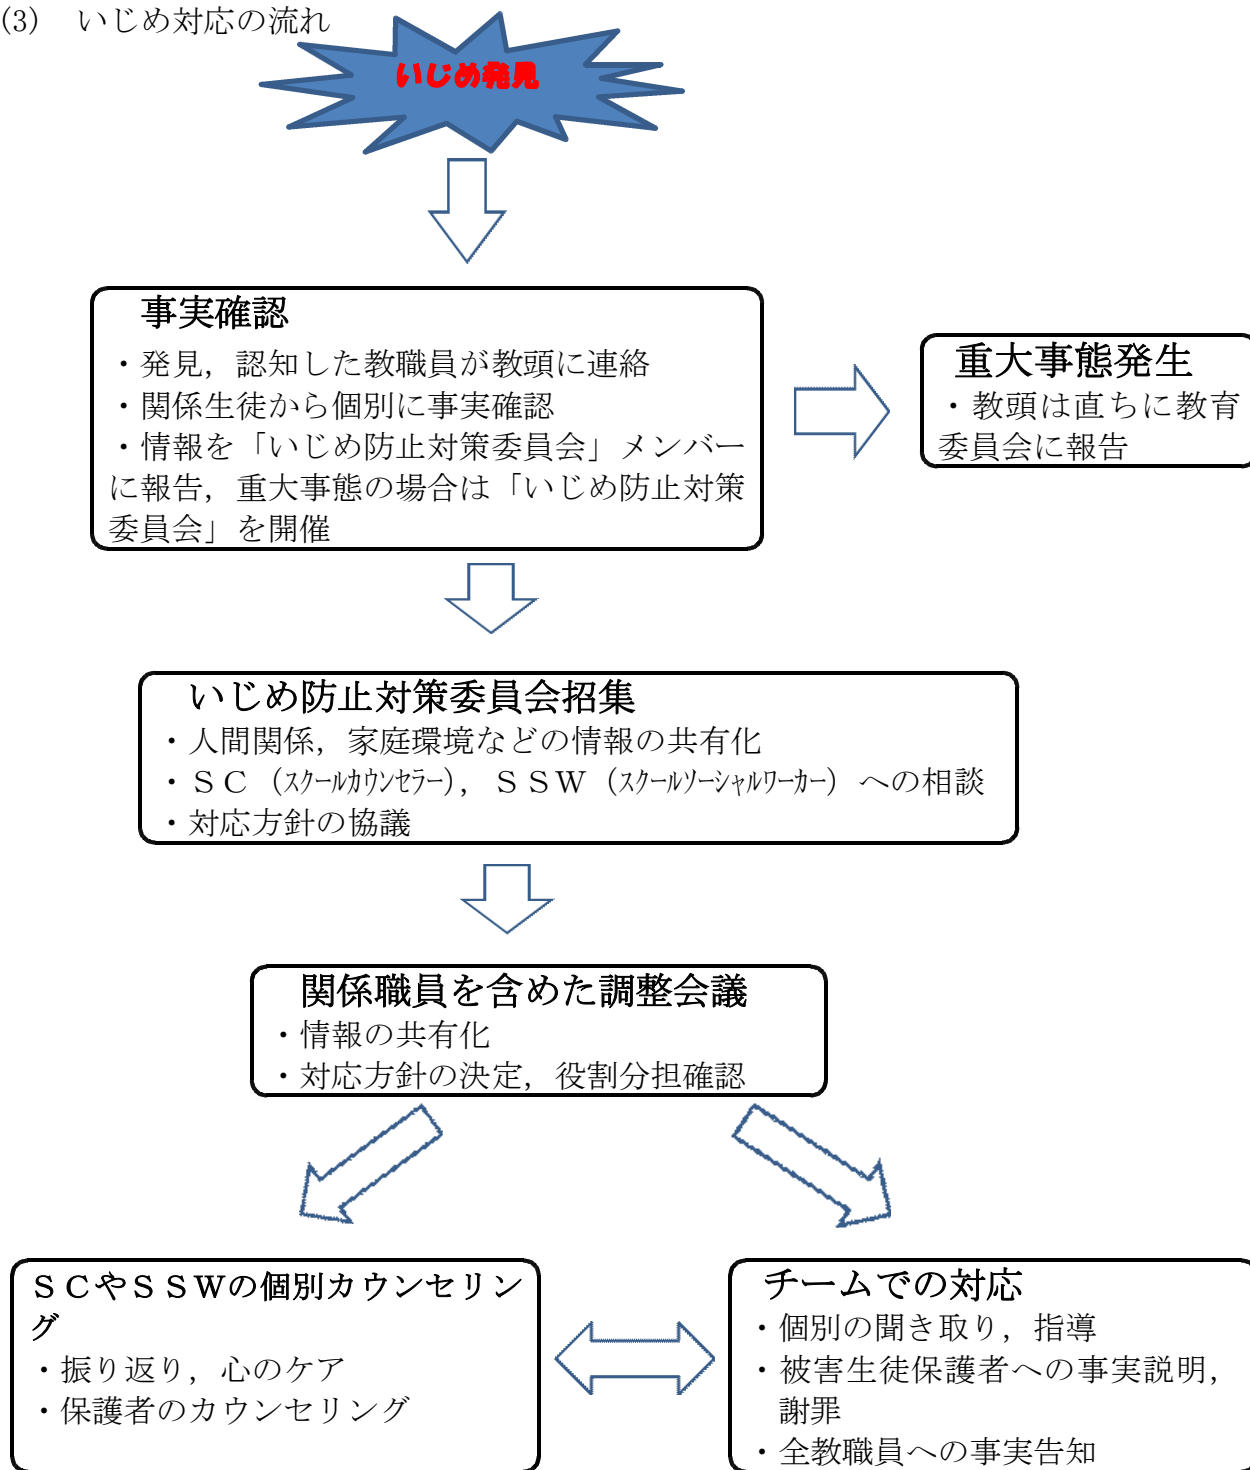 (3)　いじめ対応の流れ
いじめ発見
事実確認
・発見，認知した教職員が教頭に連絡
・関係生徒から個別に事実確認
・情報を「いじめ防止対策委員会」メンバー
に報告，重大事態の場合は「いじめ防止対策
委員会」を開催
重大事態発生
・教頭は直ちに教育
委員会に報告
いじめ防止対策委員会招集
・人間関係，家庭環境などの情報の共有化
・ＳＣ（ｽｸｰﾙｶｳﾝｾﾗｰ），ＳＳＷ（ｽｸｰﾙｿｰｼｬﾙﾜｰｶｰ）への相談
・対応方針の協議
関係職員を含めた調整会議
・情報の共有化
・対応方針の決定，役割分担確認
ＳＣやＳＳＷの個別カウンセリン
グ
・振り返り，心のケア
・保護者のカウンセリング
チームでの対応
・個別の聞き取り，指導
・被害生徒保護者への事実説明，
謝罪
・全教職員への事実告知